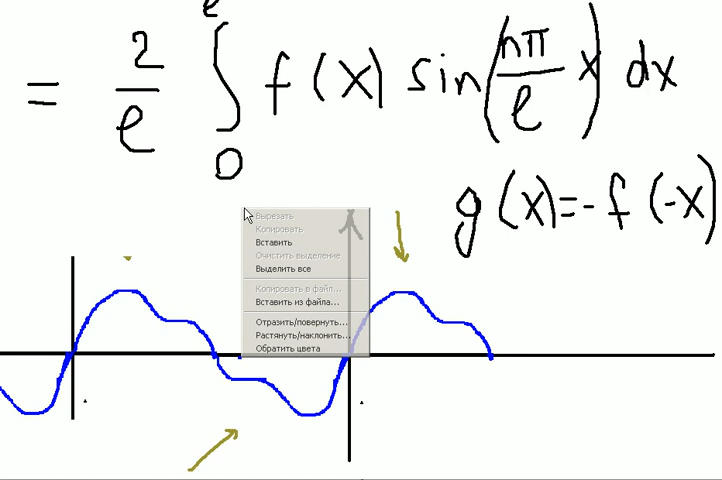 = 2/ℓ ∫₀^ℓ f(x) sin(nπ/ℓ x) dx
g(x)=-f(-x)
Вырезать
Копировать
Вставить
Очистить выделение
Выделить все
Копировать в файл...
Вставить из файла...
Отразить/повернуть...
Растянуть/наклонить...
Обратить цвета